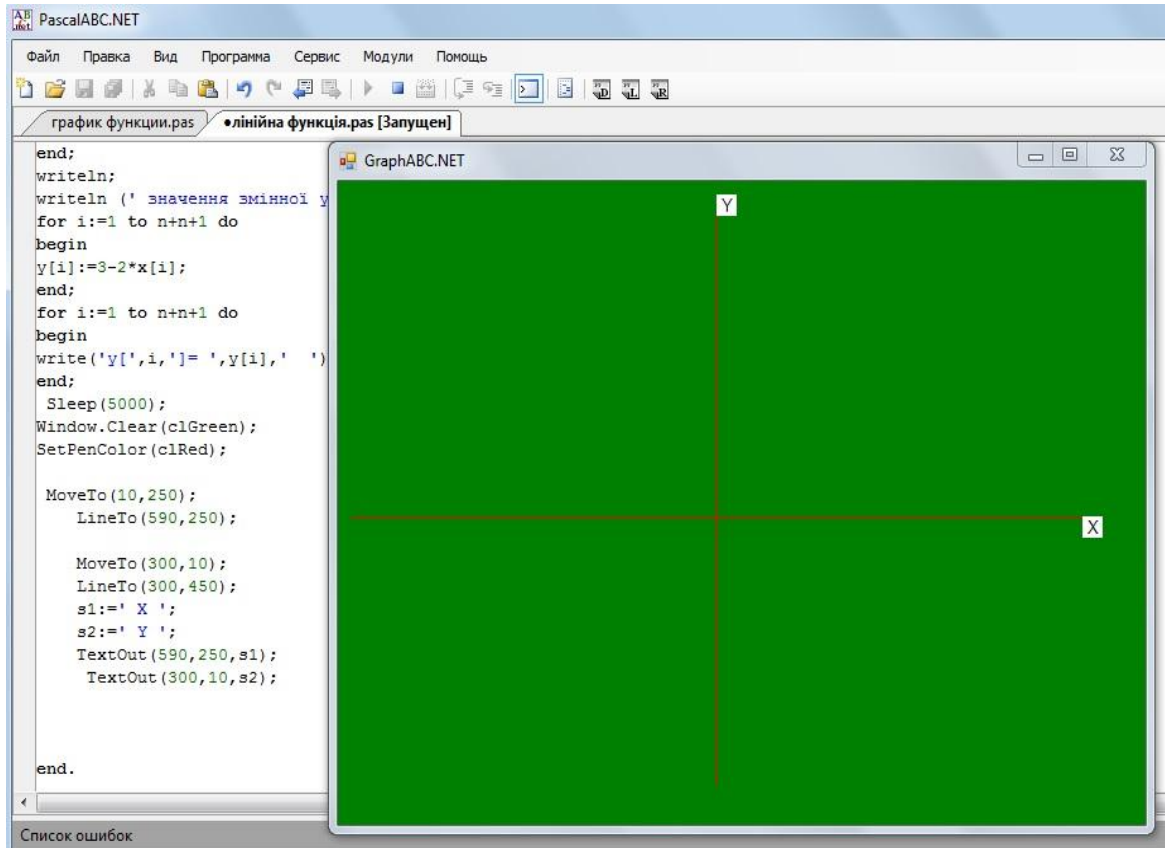 PascalABC.NET
Файл Правка Вид Программа Сервис Модули Помощь
график функции.pas •лінійна функція.pas [Запущен]
end;
writeln;
writeln (' значення змінної y
for i:=1 to n+n+1 do
begin
y[i]:=3-2*x[i];
end;
for i:=1 to n+n+1 do
begin
write('y[',i,']= ',y[i],'  ')
end;
Sleep(5000);
Window.Clear(clGreen);
SetPenColor(clRed);
MoveTo(10,250);
LineTo(590,250);
MoveTo(300,10);
LineTo(300,450);
s1:=' X ';
s2:=' Y ';
TextOut(590,250,s1);
TextOut(300,10,s2);
end.
GraphABC.NET
Y
X
Список ошибок